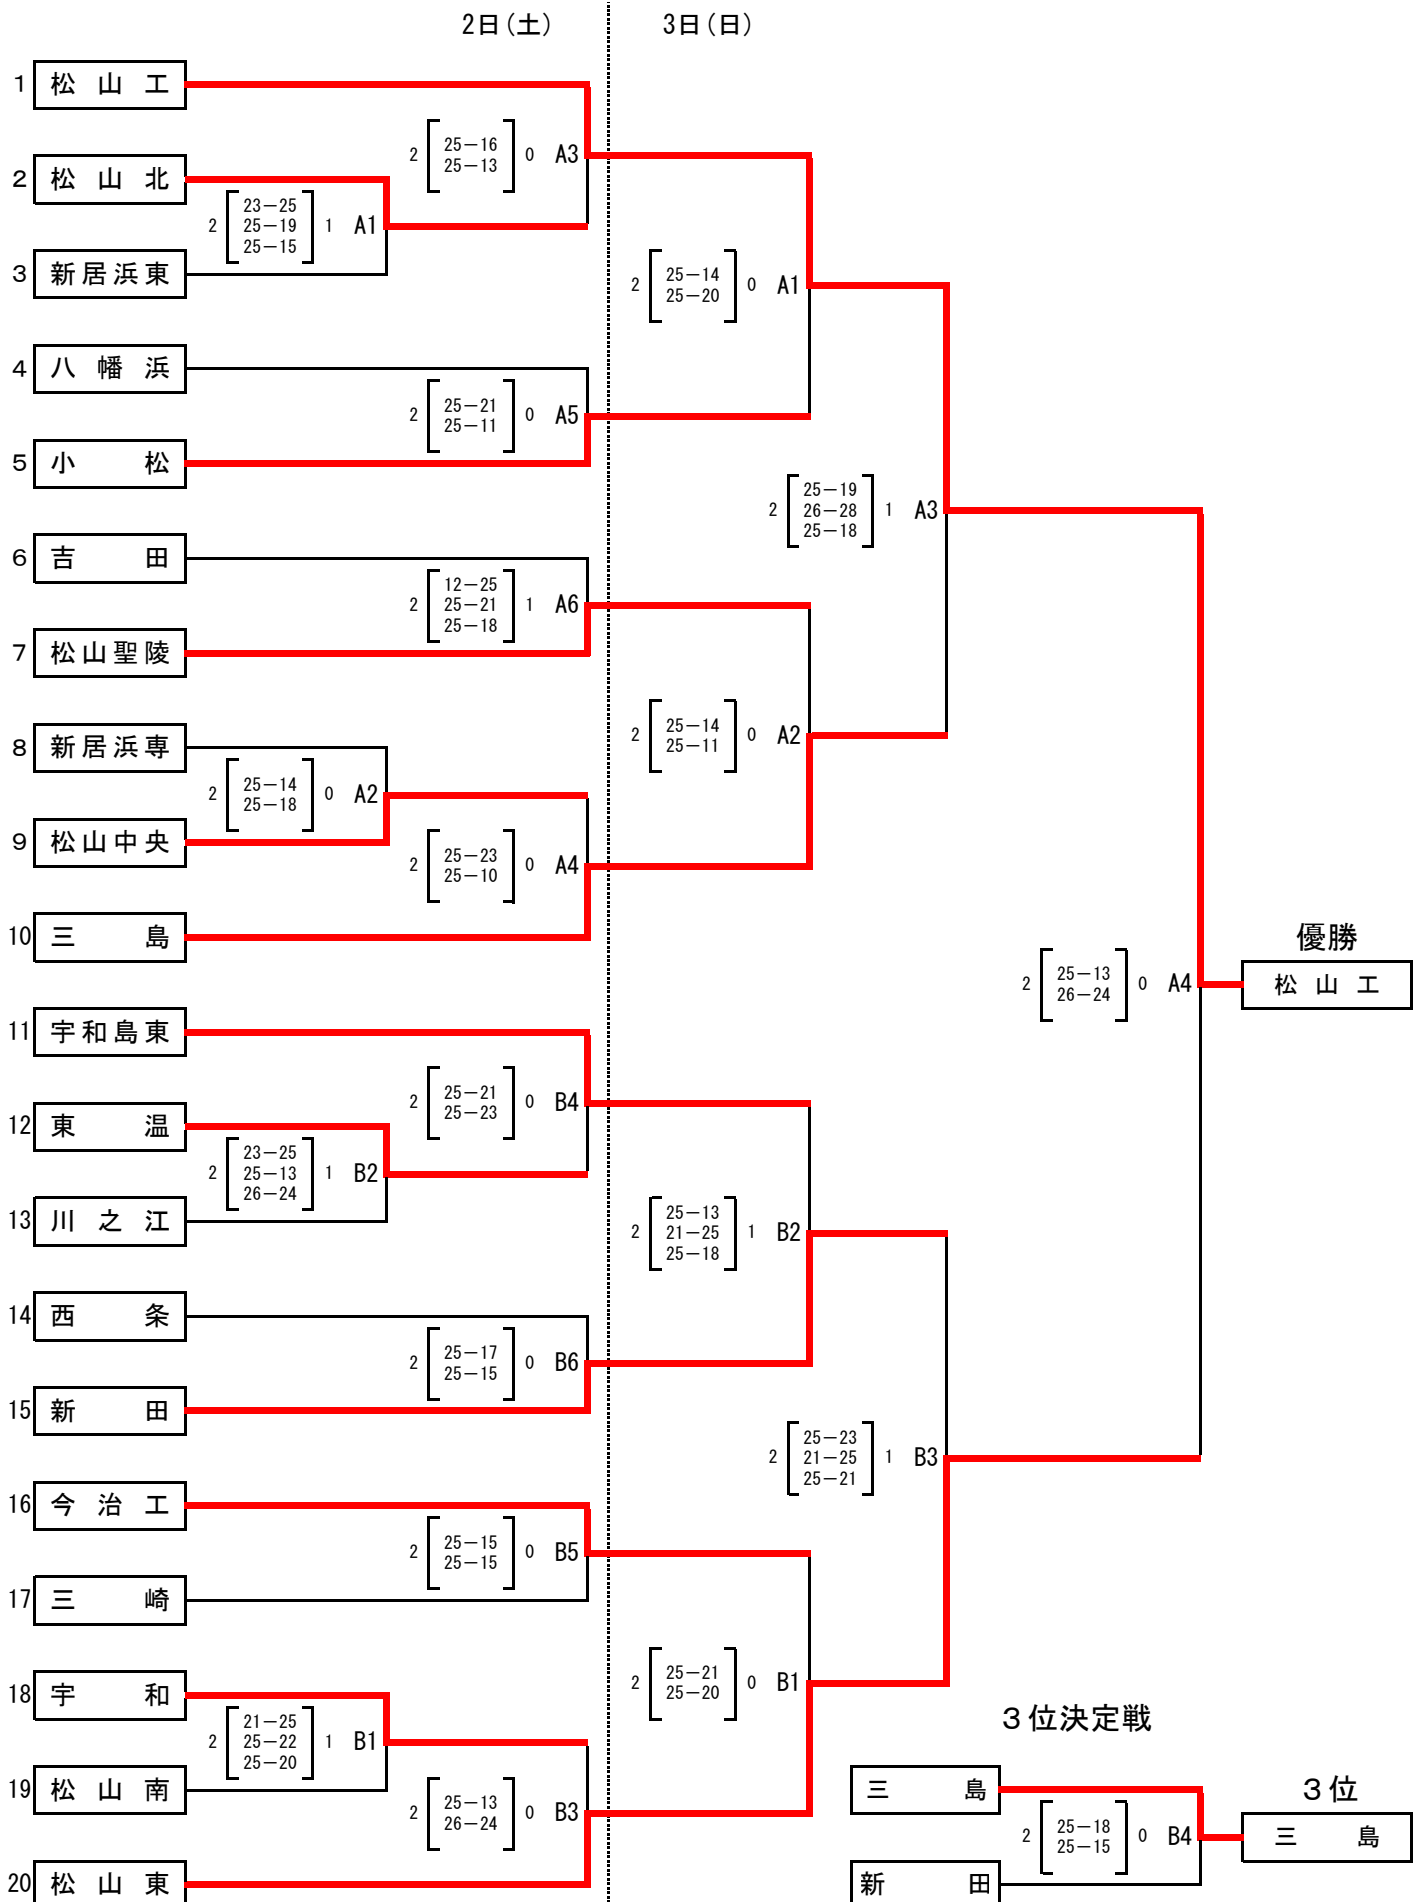 2日(土) 3日(日)
1 松山工
2 [25－16 25－13] 0 A3
2 松山北
2 [23－25 25－19 25－15] 1 A1
3 新居浜東
2 [25－14 25－20] 0 A1
4 八幡浜
2 [25－21 25－11] 0 A5
5 小松
2 [25－19 26－28 25－18] 1 A3
6 吉田
2 [12－25 25－21 25－18] 1 A6
7 松山聖陵
2 [25－14 25－11] 0 A2
8 新居浜専
2 [25－14 25－18] 0 A2
9 松山中央
2 [25－23 25－10] 0 A4
10 三島
優勝
2 [25－13 26－24] 0 A4 松山工
11 宇和島東
2 [25－21 25－23] 0 B4
12 東温
2 [23－25 25－13 26－24] 1 B2
13 川之江
2 [25－13 21－25 25－18] 1 B2
14 西条
2 [25－17 25－15] 0 B6
15 新田
2 [25－23 21－25 25－21] 1 B3
16 今治工
2 [25－15 25－15] 0 B5
17 三崎
2 [25－21 25－20] 0 B1
18 宇和
2 [21－25 25－22 25－20] 1 B1
19 松山南
2 [25－13 26－24] 0 B3
20 松山東
３位決定戦
三島
３位
2 [25－18 25－15] 0 B4 三島
新田